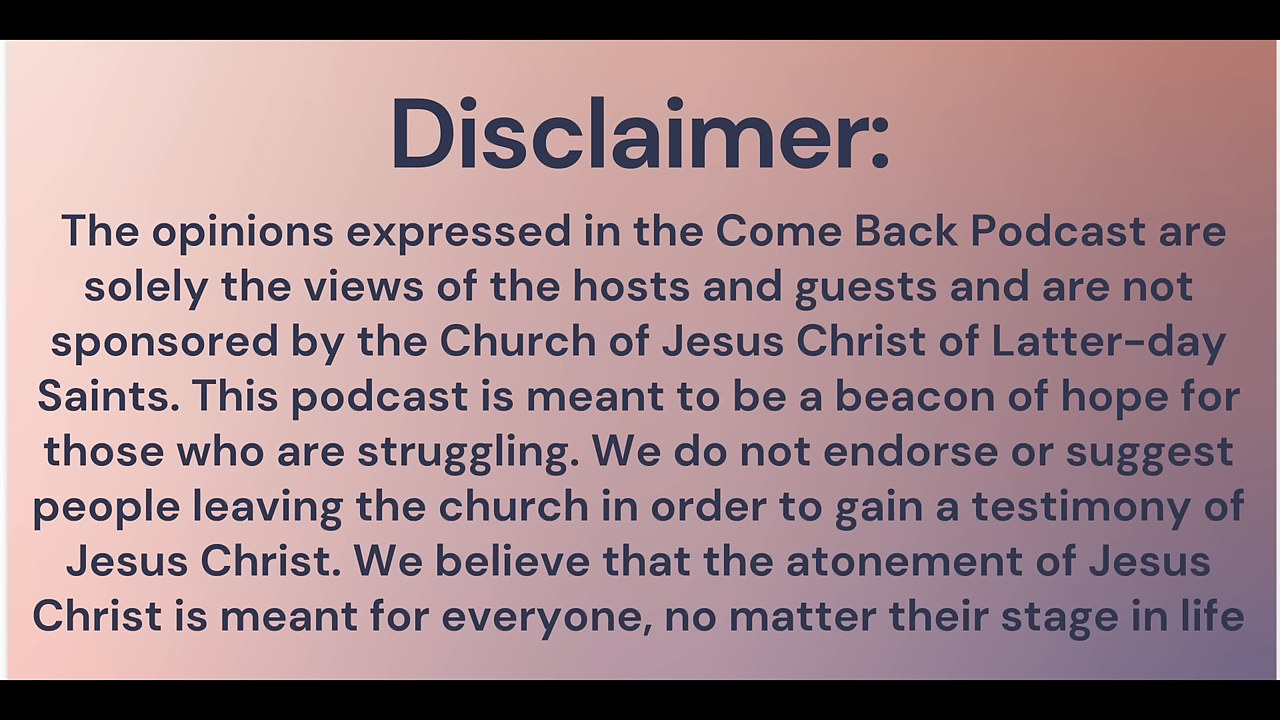 Disclaimer:
The opinions expressed in the Come Back Podcast are
solely the views of the hosts and guests and are not
sponsored by the Church of Jesus Christ of Latter-day
Saints. This podcast is meant to be a beacon of hope for
those who are struggling. We do not endorse or suggest
people leaving the church in order to gain a testimony of
Jesus Christ. We believe that the atonement of Jesus
Christ is meant for everyone, no matter their stage in life